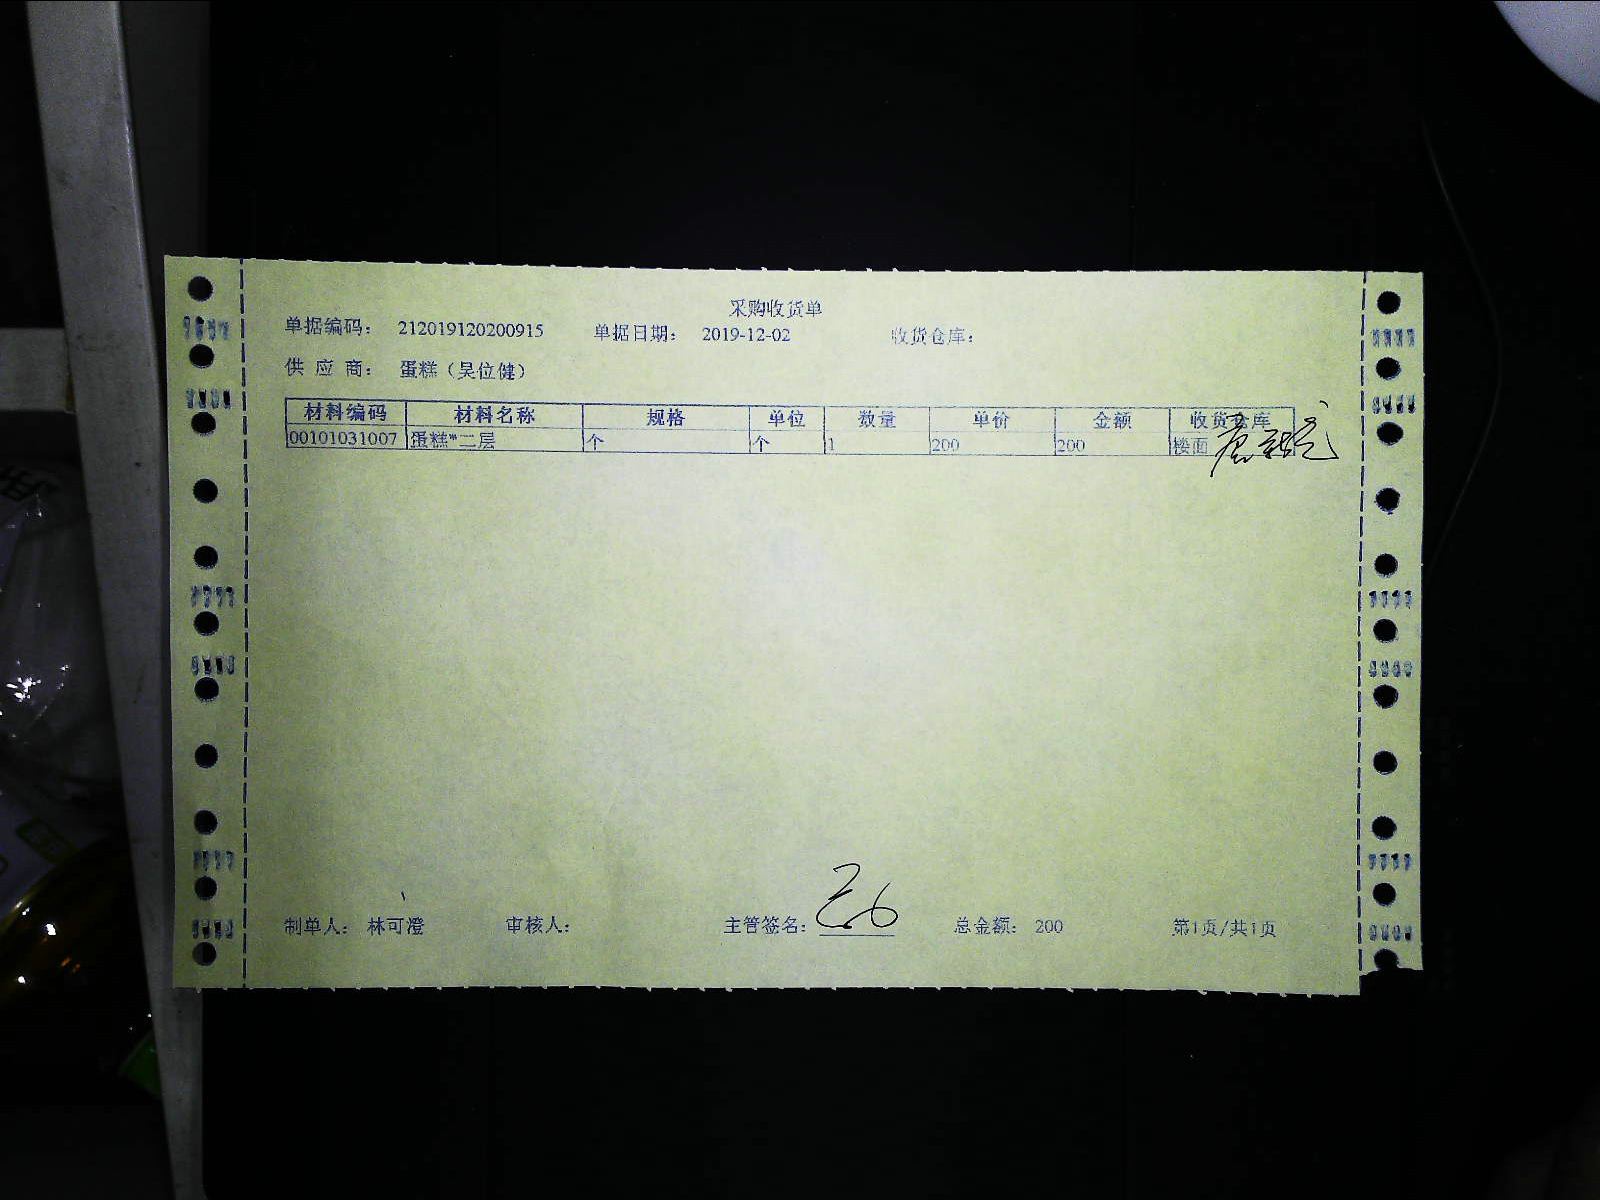 采购收货单
单据编码： 212019120200915 单据日期： 2019-12-02 收货仓库：
供 应 商： 蛋糕（吴位健）
材料编码 材料名称 规格 单位 数量 单价 金额 收货仓库
00101031007 蛋糕*二层 个 个 1 200 200 楼面
制单人： 林可澄 审核人： 主管签名： 总金额： 200 第1页/共1页